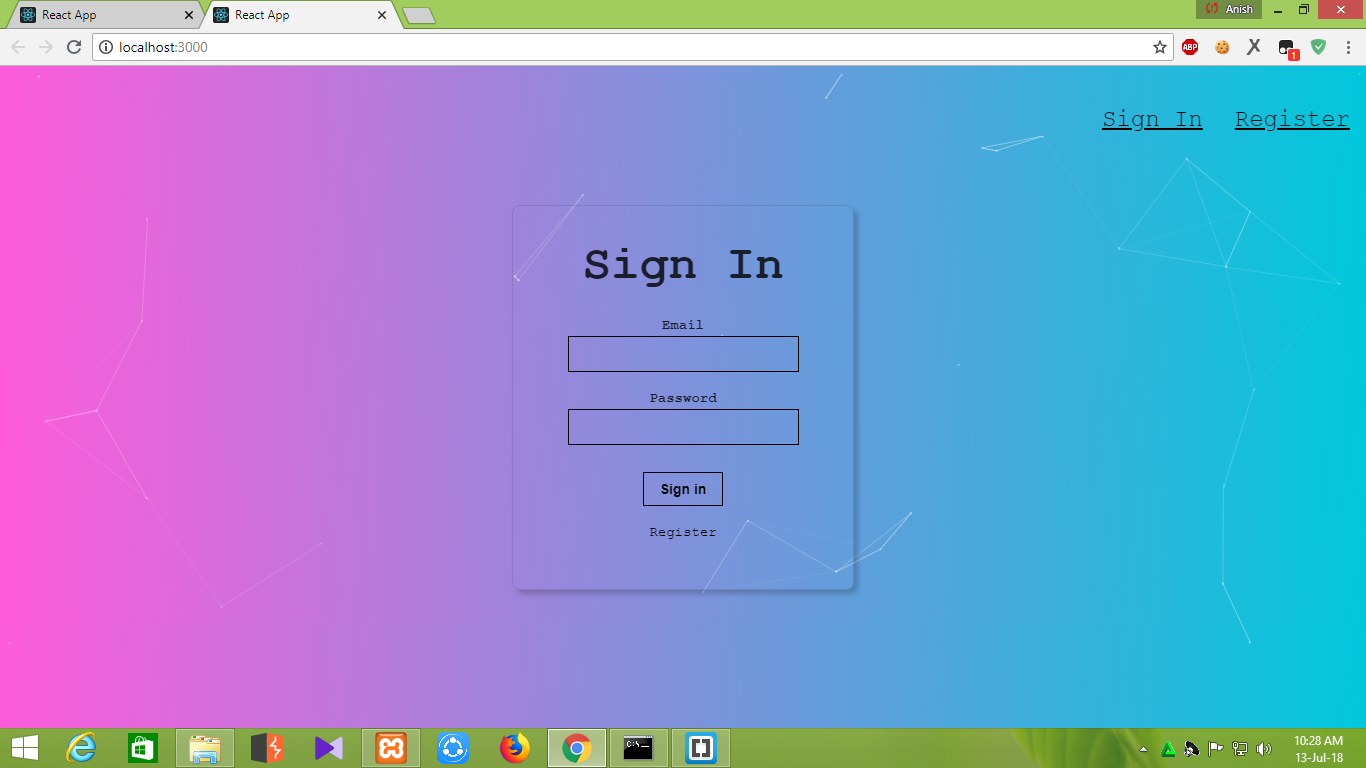 React App
React App
Anish
localhost:3000
ABP
1
Sign In
Register
Sign In
Email
Password
Sign in
Register
C:\_
10:28 AM
13-Jul-18